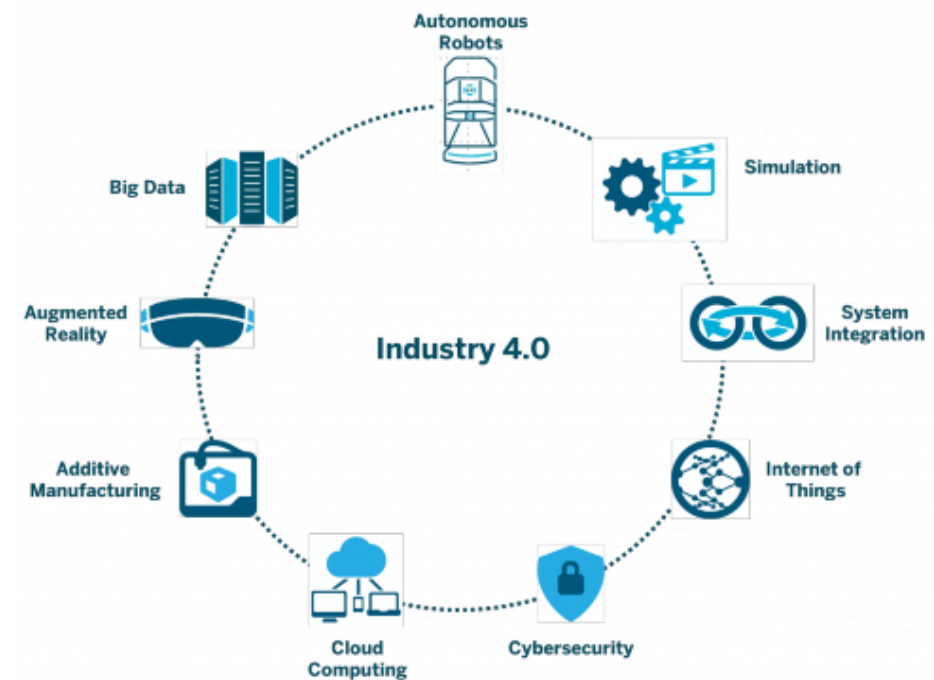 Autonomous
Robots
Simulation
System
Integration
Internet of
Things
Cybersecurity
Cloud
Computing
Additive
Manufacturing
Augmented
Reality
Big Data
Industry 4.0